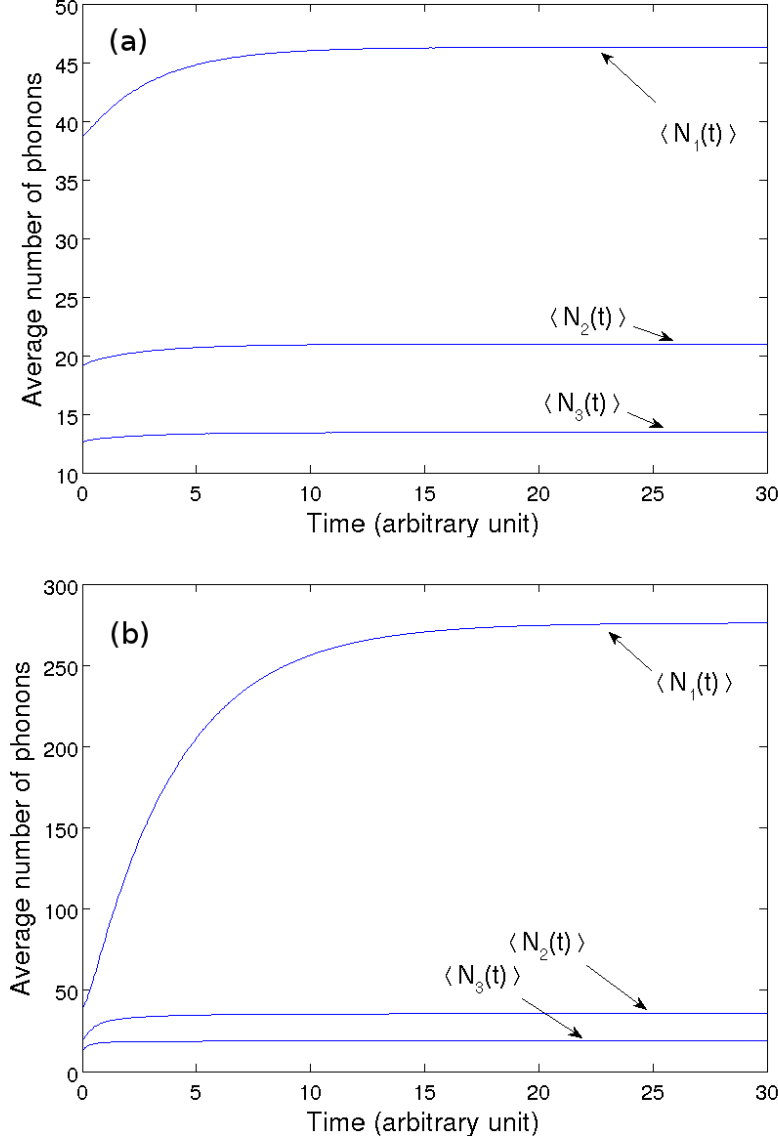 (a)
Average number of phonons
50
45
40
35
30
25
20
15
10
⟨N₁(t)⟩
⟨N₂(t)⟩
⟨N₃(t)⟩
0 5 10 15 20 25 30
Time (arbitrary unit)
(b)
Average number of phonons
300
250
200
150
100
50
0
⟨N₁(t)⟩
⟨N₂(t)⟩
⟨N₃(t)⟩
0 5 10 15 20 25 30
Time (arbitrary unit)